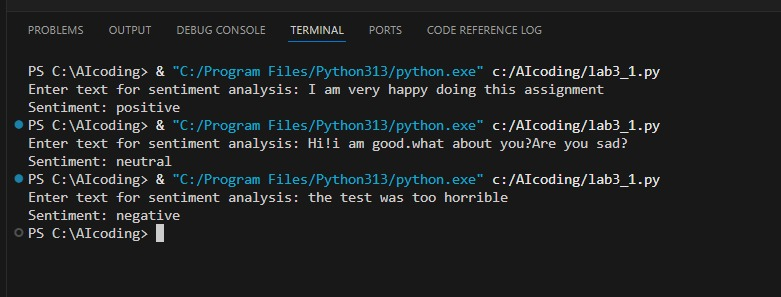 PROBLEMS OUTPUT DEBUG CONSOLE TERMINAL PORTS CODE REFERENCE LOG
PS C:\AIcoding> & "C:/Program Files/Python313/python.exe" c:/AIcoding/lab3_1.py
Enter text for sentiment analysis: I am very happy doing this assignment
Sentiment: positive
PS C:\AIcoding> & "C:/Program Files/Python313/python.exe" c:/AIcoding/lab3_1.py
Enter text for sentiment analysis: Hi!i am good.what about you?Are you sad?
Sentiment: neutral
PS C:\AIcoding> & "C:/Program Files/Python313/python.exe" c:/AIcoding/lab3_1.py
Enter text for sentiment analysis: the test was too horrible
Sentiment: negative
PS C:\AIcoding>